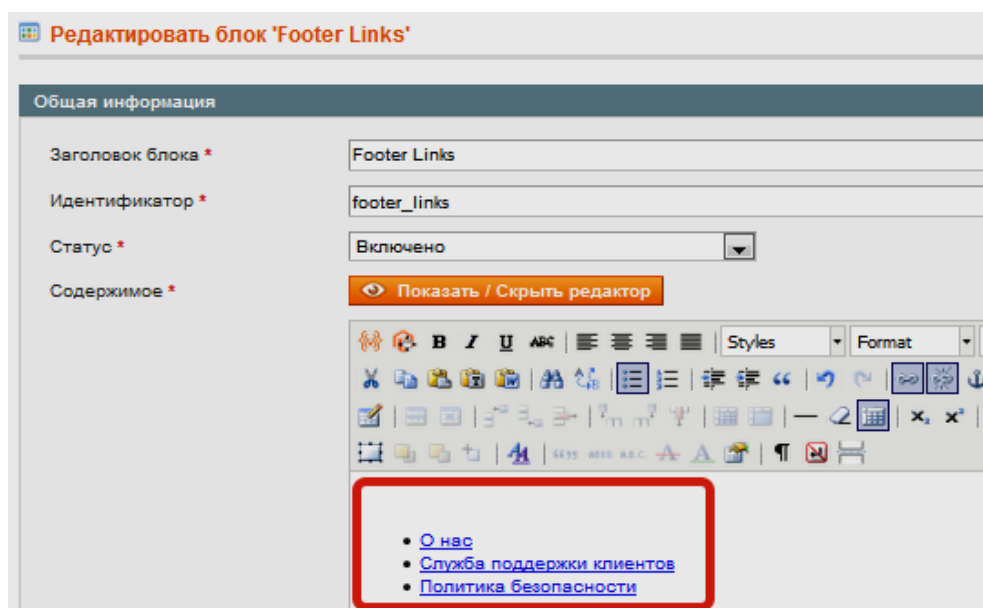 Редактировать блок 'Footer Links'
Общая информация
Заголовок блока * Footer Links
Идентификатор * footer_links
Статус * Включено
Содержимое * Показать / Скрыть редактор
B I U ABC Styles Format
О нас
Служба поддержки клиентов
Политика безопасности